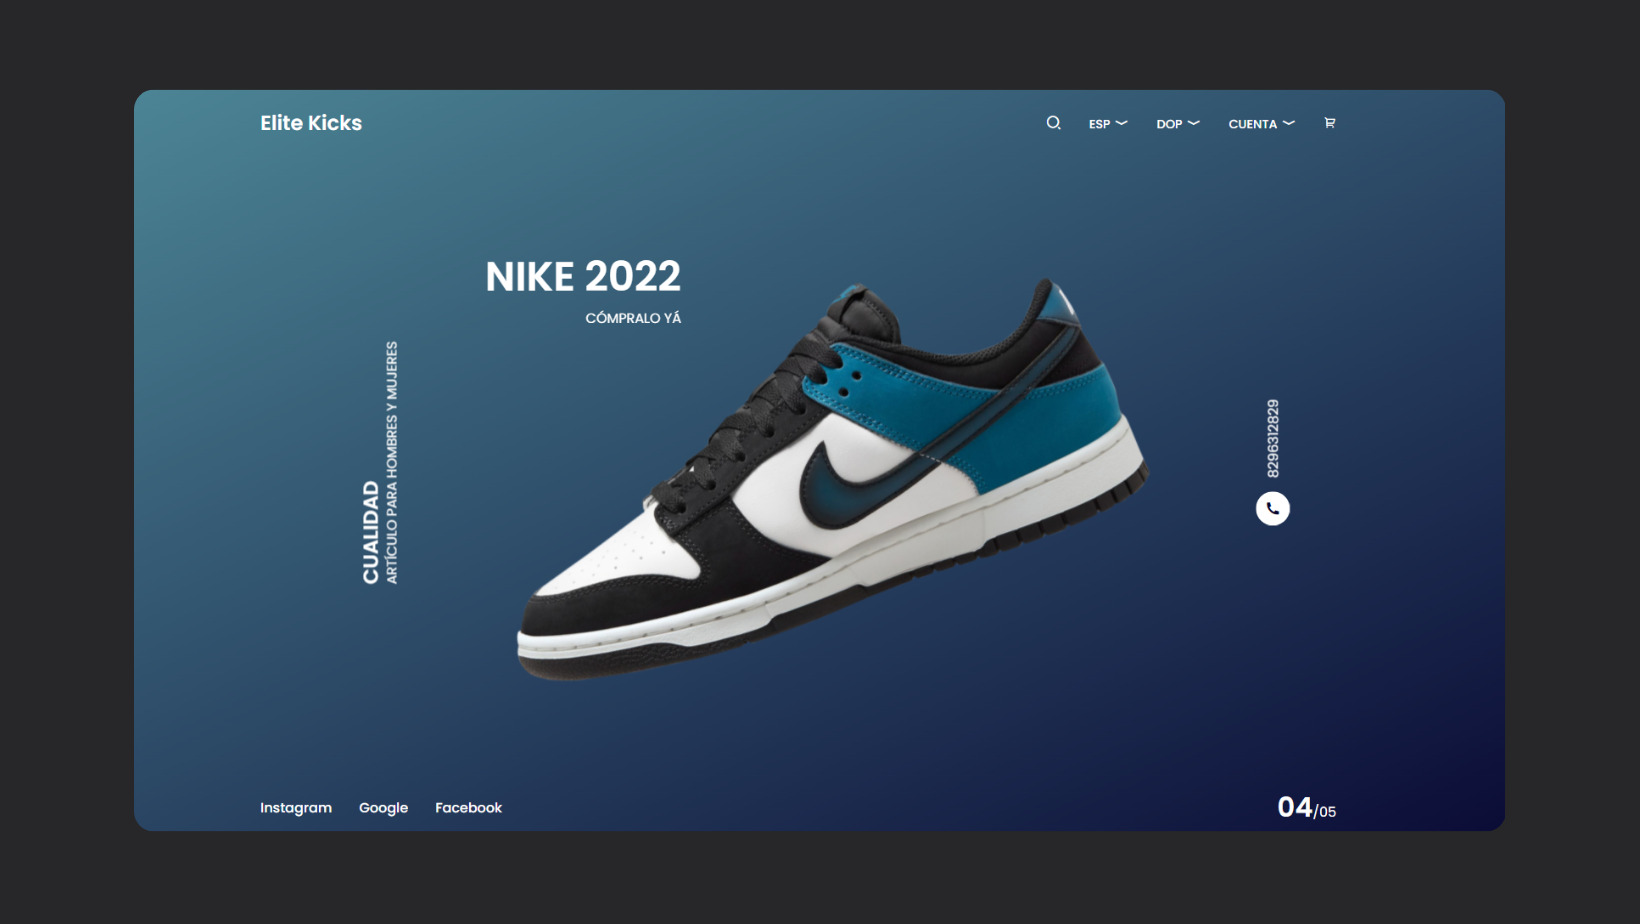 Elite Kicks
ESP
DOP
CUENTA
NIKE 2022
CÓMPRALO YÁ
CUALIDAD
ARTÍCULO PARA HOMBRES Y MUJERES
8296312829
Instagram
Google
Facebook
04/05